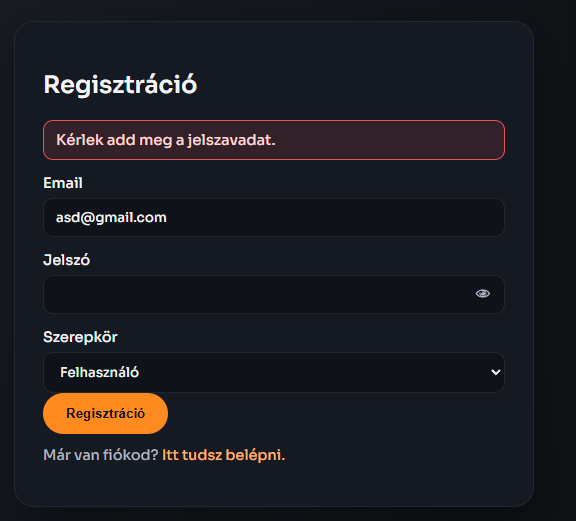 Regisztráció
Kérlek add meg a jelszavadat.
Email
asd@gmail.com
Jelszó
Szerepkör
Felhasználó
Regisztráció
Már van fiókod? Itt tudsz belépni.